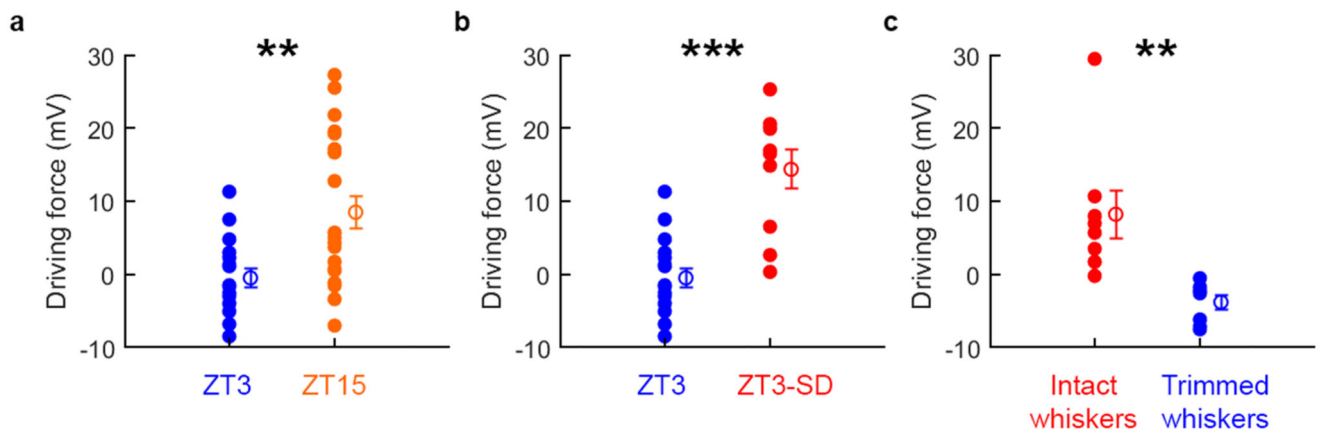 a
**
Driving force (mV)
30
20
10
0
-10
ZT3
ZT15
b
***
Driving force (mV)
30
20
10
0
-10
ZT3
ZT3-SD
c
**
Driving force (mV)
30
20
10
0
-10
Intact
whiskers
Trimmed
whiskers